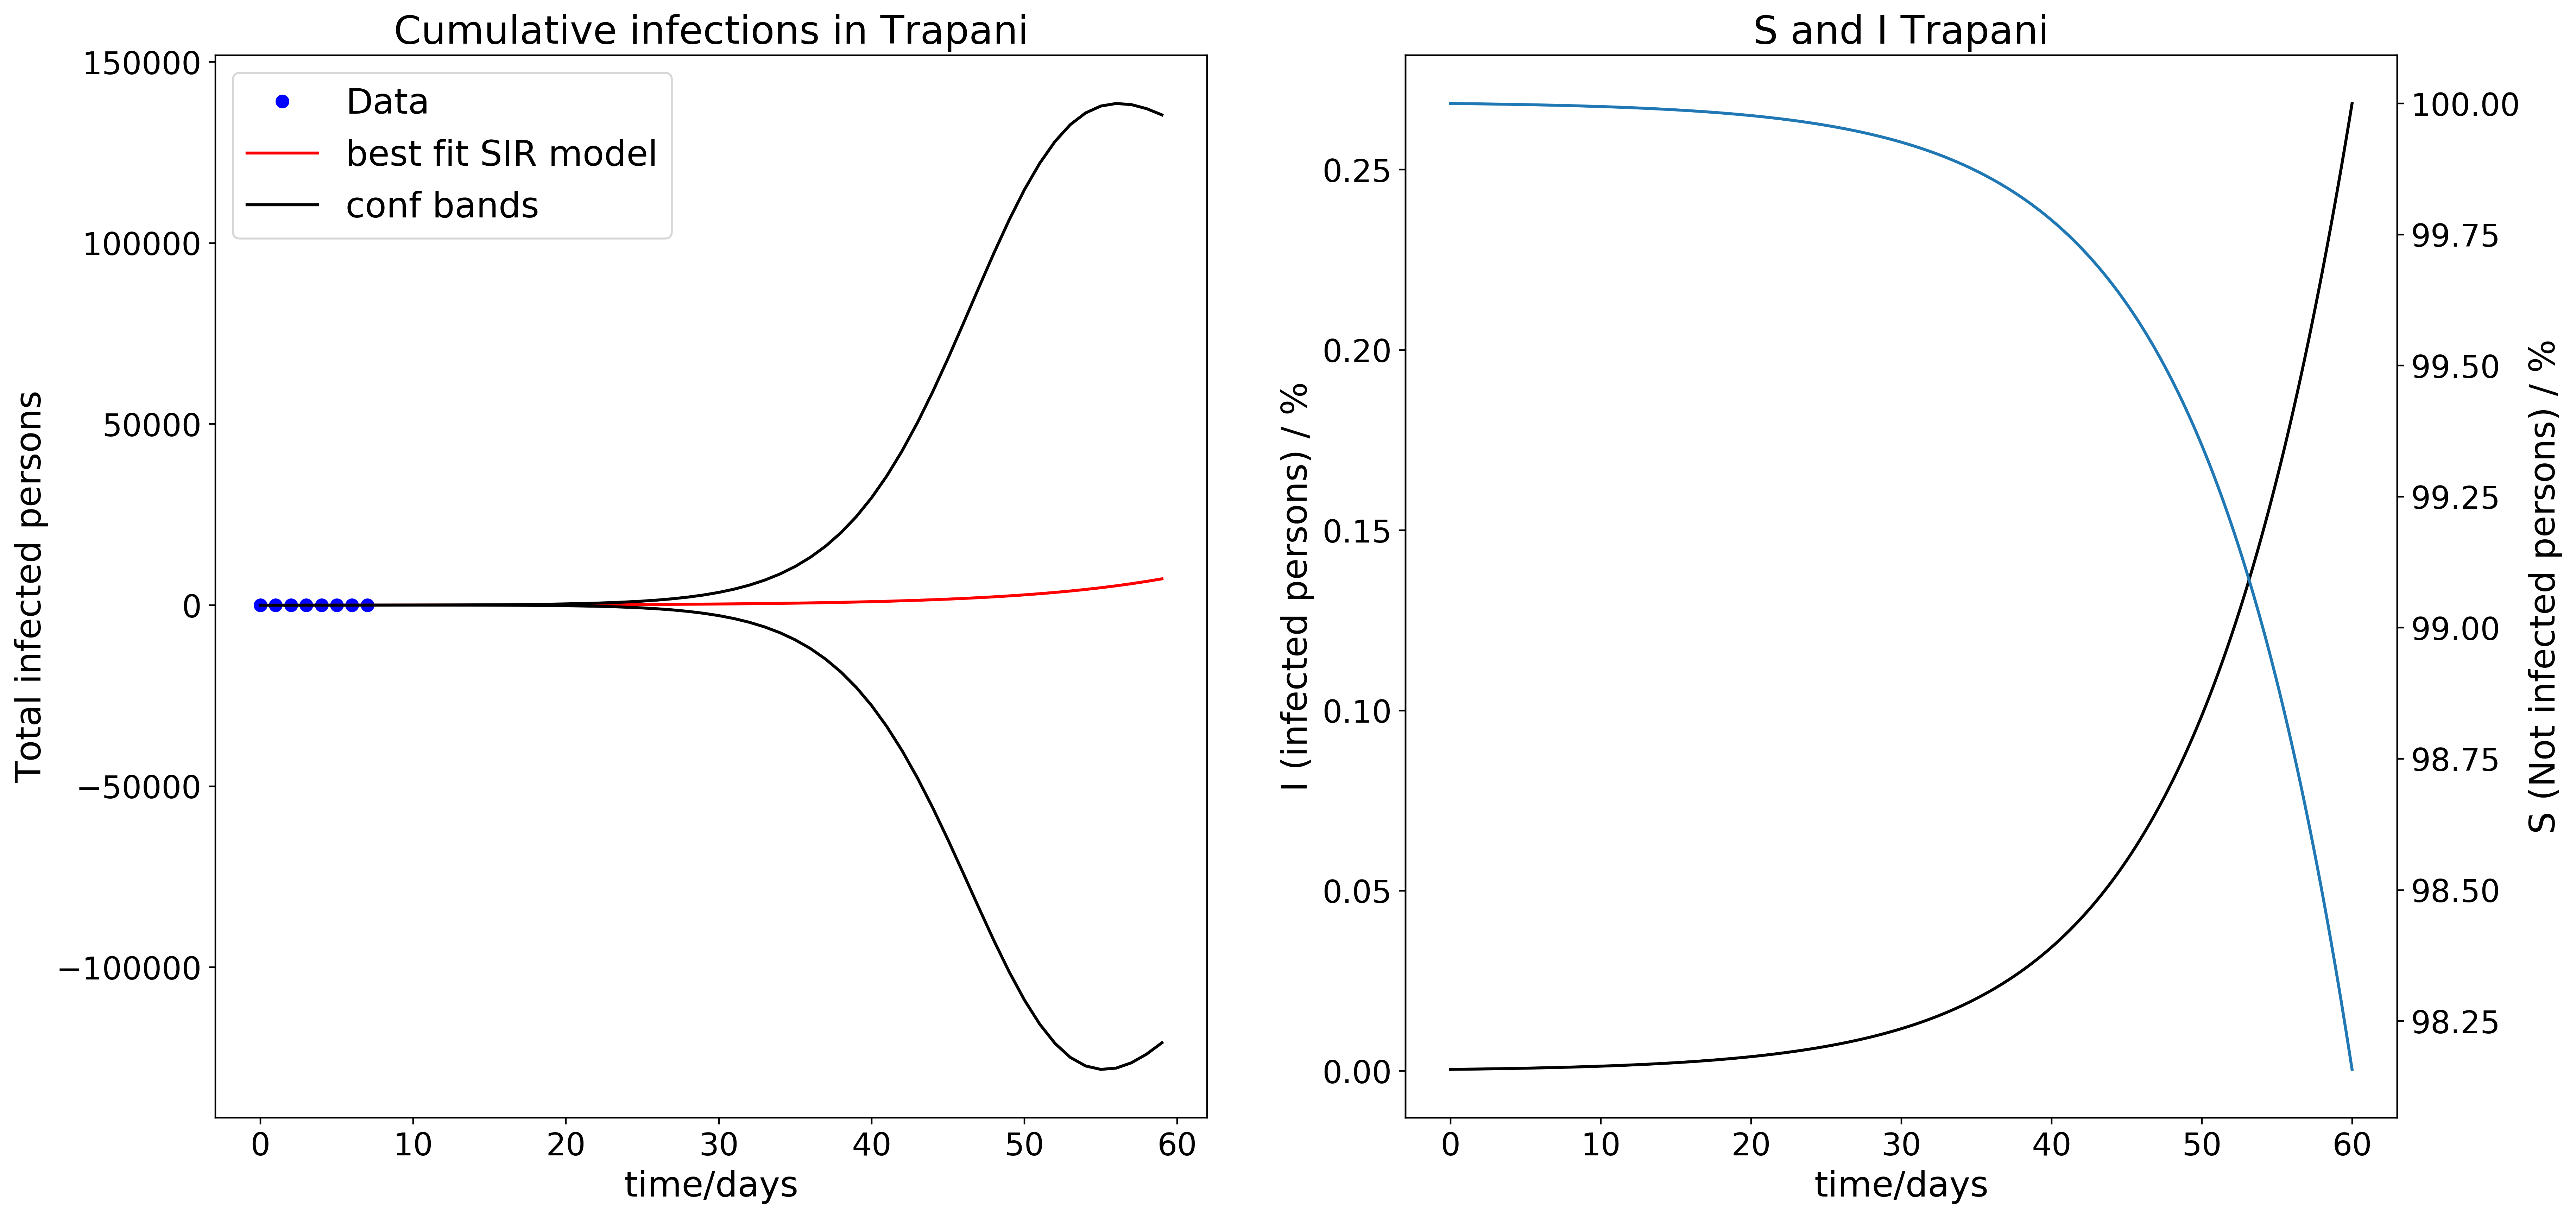 Cumulative infections in Trapani
150000
100000
50000
0
−50000
−100000
Total infected persons
Data
best fit SIR model
conf bands
0 10 20 30 40 50 60
time/days
S and I Trapani
0.25
0.20
0.15
0.10
0.05
0.00
I (infected persons) / %
100.00
99.75
99.50
99.25
99.00
98.75
98.50
98.25
S (Not infected persons) / %
0 10 20 30 40 50 60
time/days